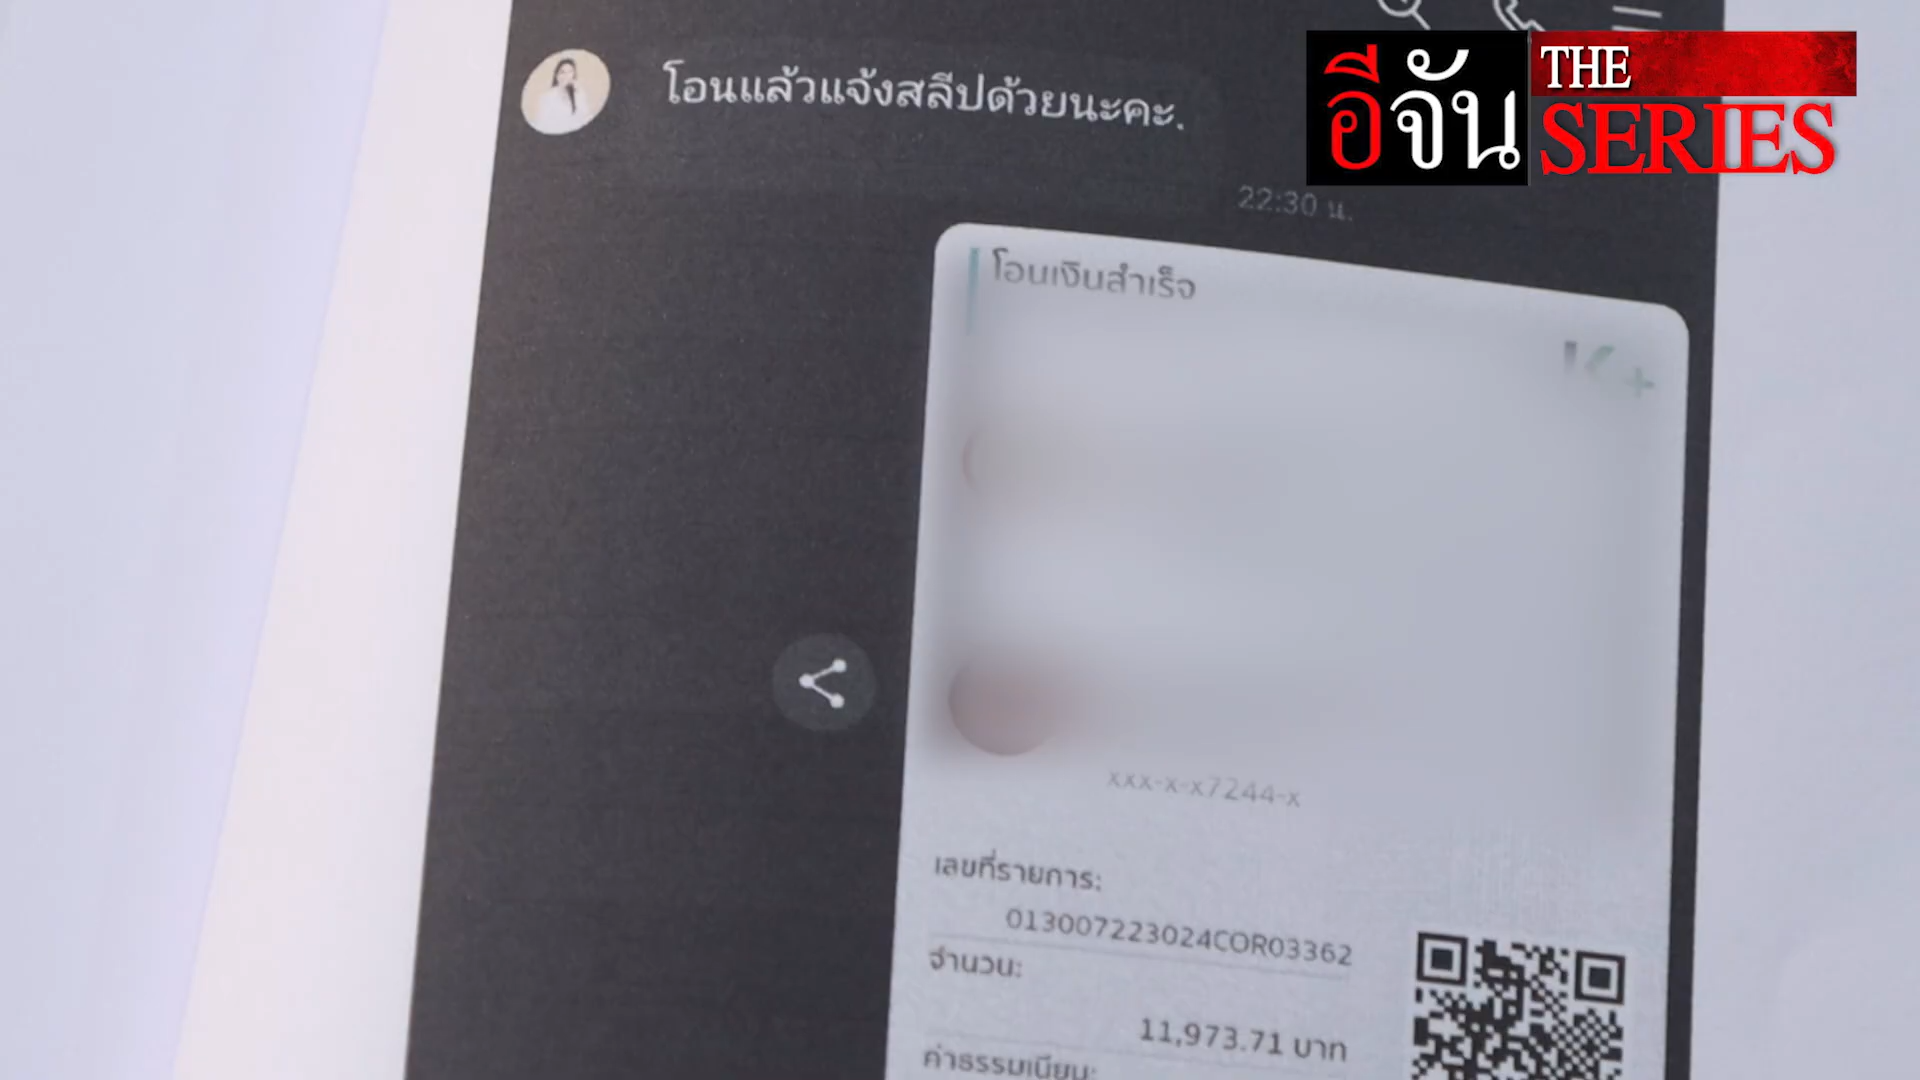 โอนแล้วแจ้งสลีปด้วยนะคะ.
อีจัน THE SERIES
22:30 น.
โอนเงินสำเร็จ
K+
xxx-x-x7244-x
เลขที่รายการ:
013007223024COR03362
จำนวน:
11,973.71 บาท
ค่าธรรมเนียม: